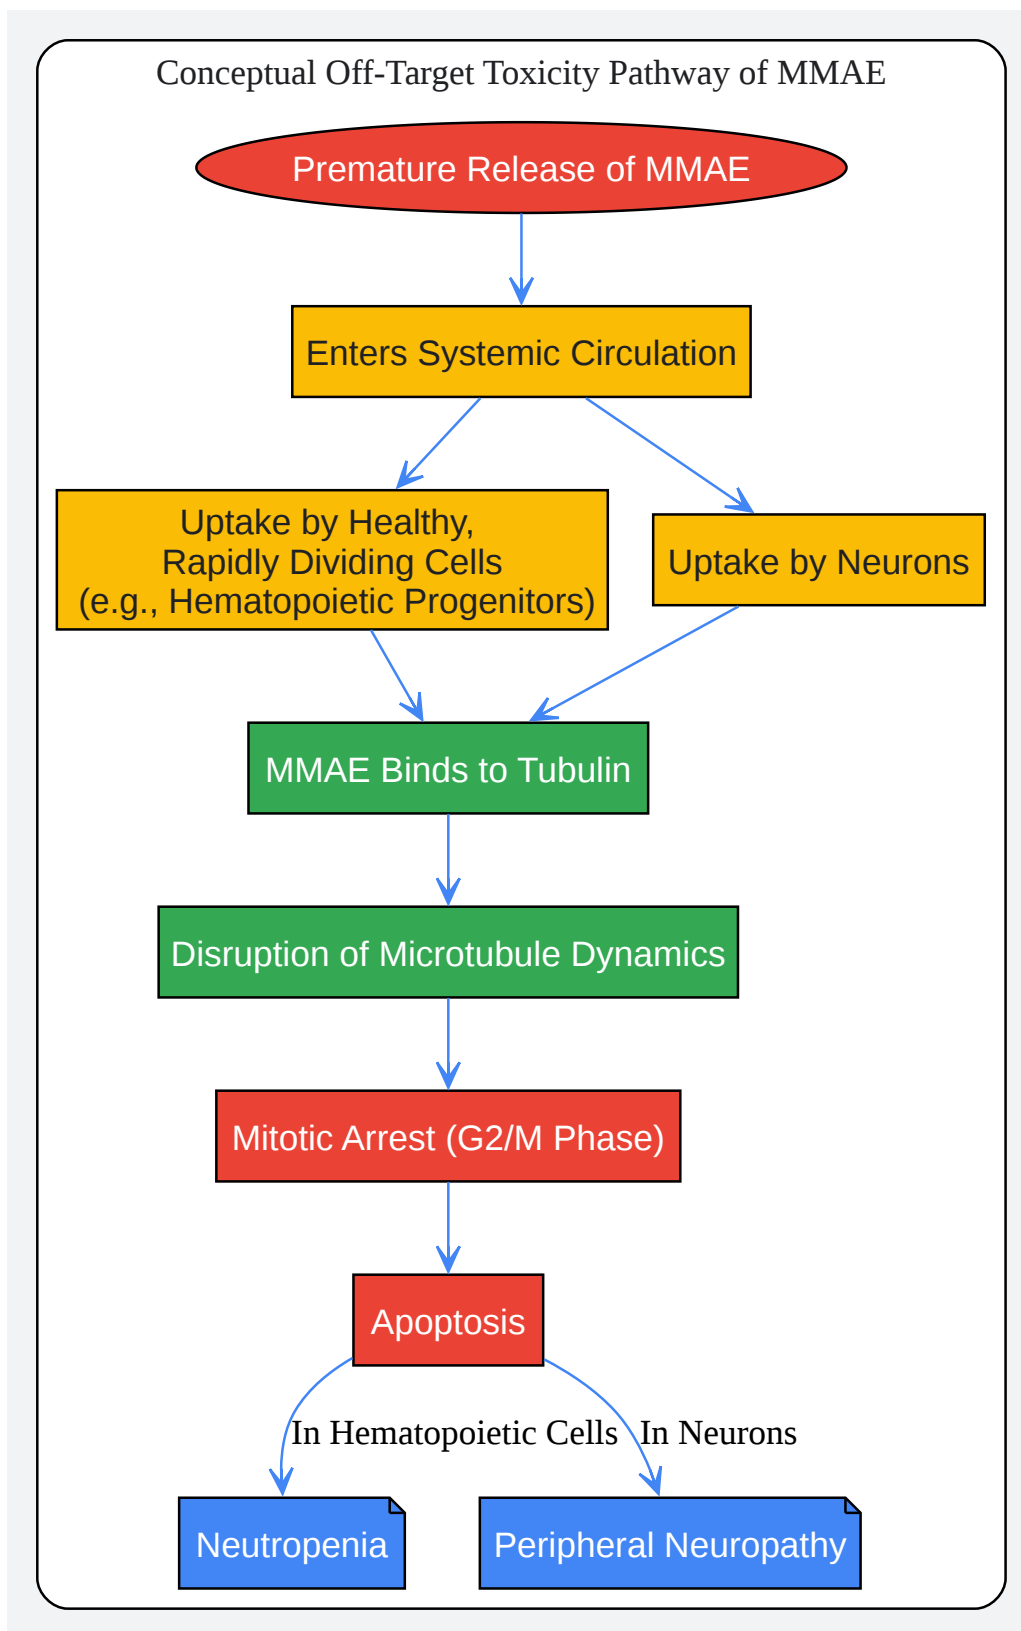 Conceptual Off-Target Toxicity Pathway of MMAE
Premature Release of MMAE
Enters Systemic Circulation
Uptake by Healthy,
Rapidly Dividing Cells
(e.g., Hematopoietic Progenitors)
Uptake by Neurons
MMAE Binds to Tubulin
Disruption of Microtubule Dynamics
Mitotic Arrest (G2/M Phase)
Apoptosis
In Hematopoietic Cells
In Neurons
Neutropenia
Peripheral Neuropathy